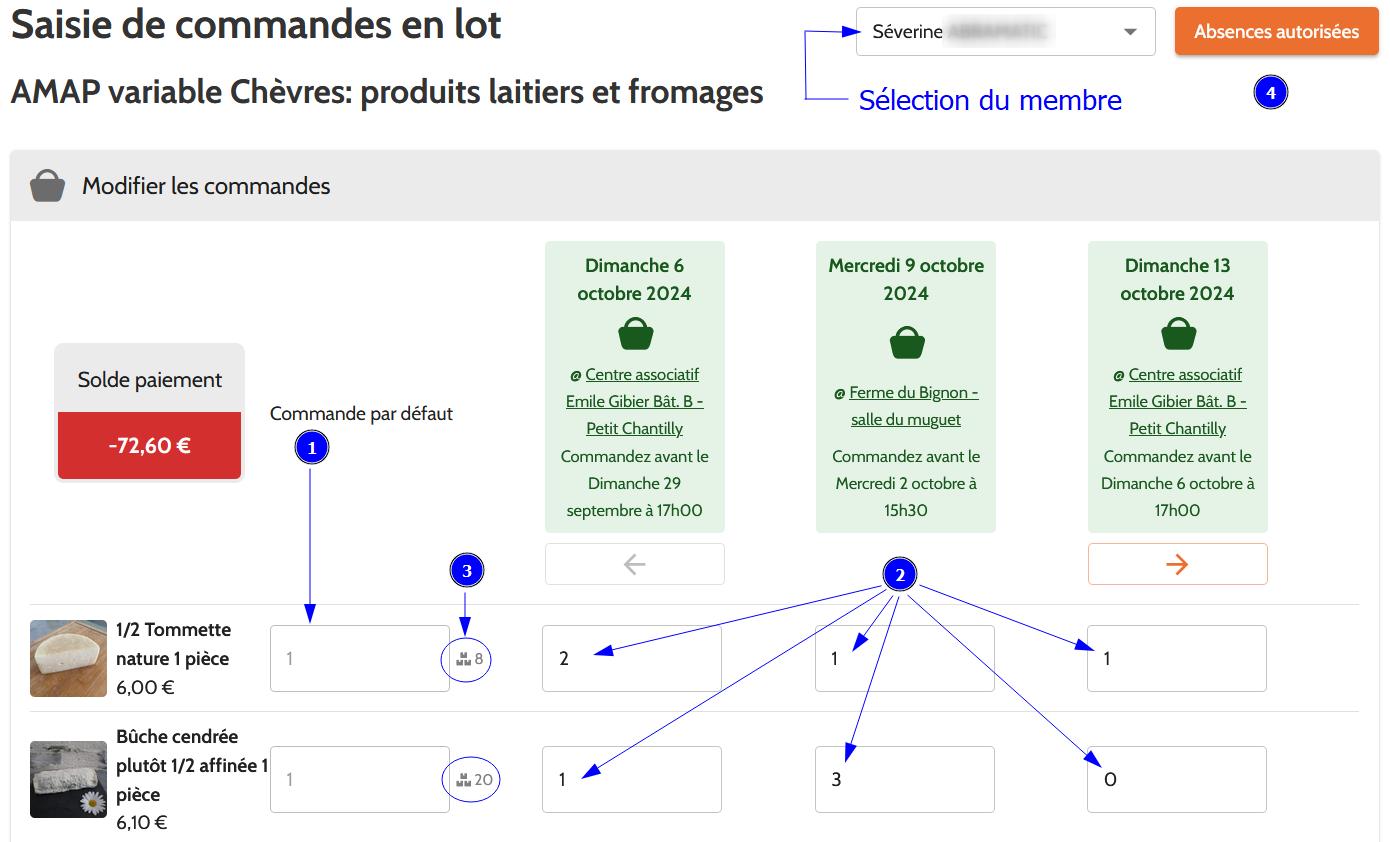 Saisie de commandes en lot
Séverine
Absences autorisées
AMAP variable Chèvres: produits laitiers et fromages
Sélection du membre
4
Modifier les commandes
Dimanche 6
octobre 2024
@ Centre associatif
Emile Gibier Bât. B -
Petit Chantilly
Commandez avant le
Dimanche 29
septembre à 17h00
Mercredi 9 octobre
2024
@ Ferme du Bignon -
salle du muguet
Commandez avant le
Mercredi 2 octobre à
15h30
Dimanche 13
octobre 2024
@ Centre associatif
Emile Gibier Bât. B -
Petit Chantilly
Commandez avant le
Dimanche 6 octobre à
17h00
Solde paiement
-72,60 €
Commande par défaut
1
3
2
1/2 Tommette
nature 1 pièce
6,00 €
1
8
2
1
1
Bûche cendrée
plutôt 1/2 affinée 1
pièce
6,10 €
1
20
1
3
0